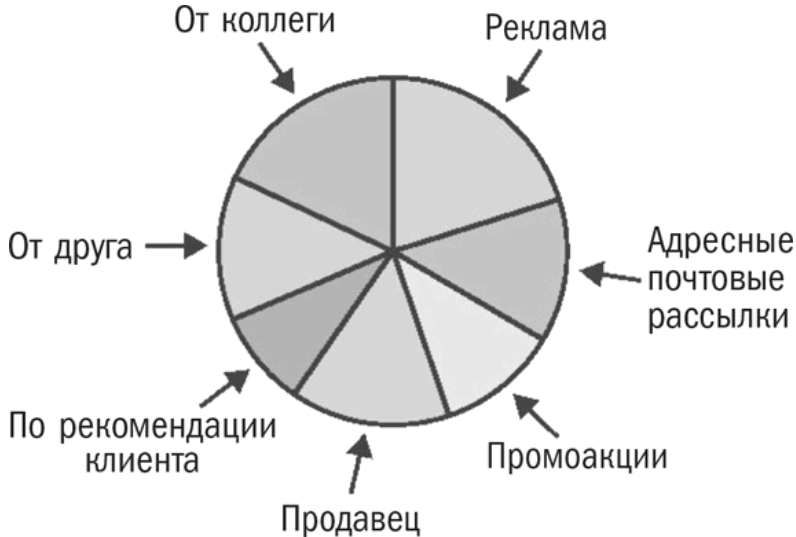 От коллеги
Реклама
От друга
Адресные
почтовые
рассылки
По рекомендации
клиента
Промоакции
Продавец